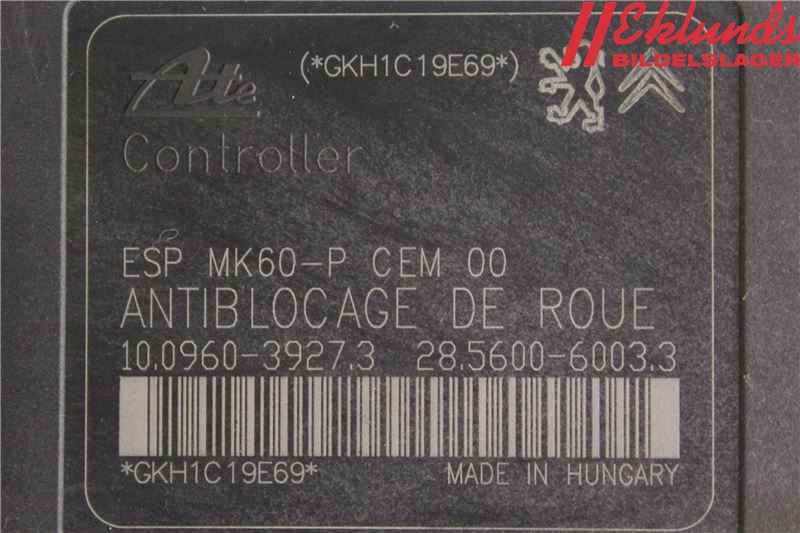 Eklunds
BILDELSLAGER
(*GKH1C19E69*)
Ate
Controller
ESP MK60-P CEM 00
ANTIBLOCAGE DE ROUE
10.0960-3927.3 28.5600-6003.3
*GKH1C19E69* MADE IN HUNGARY